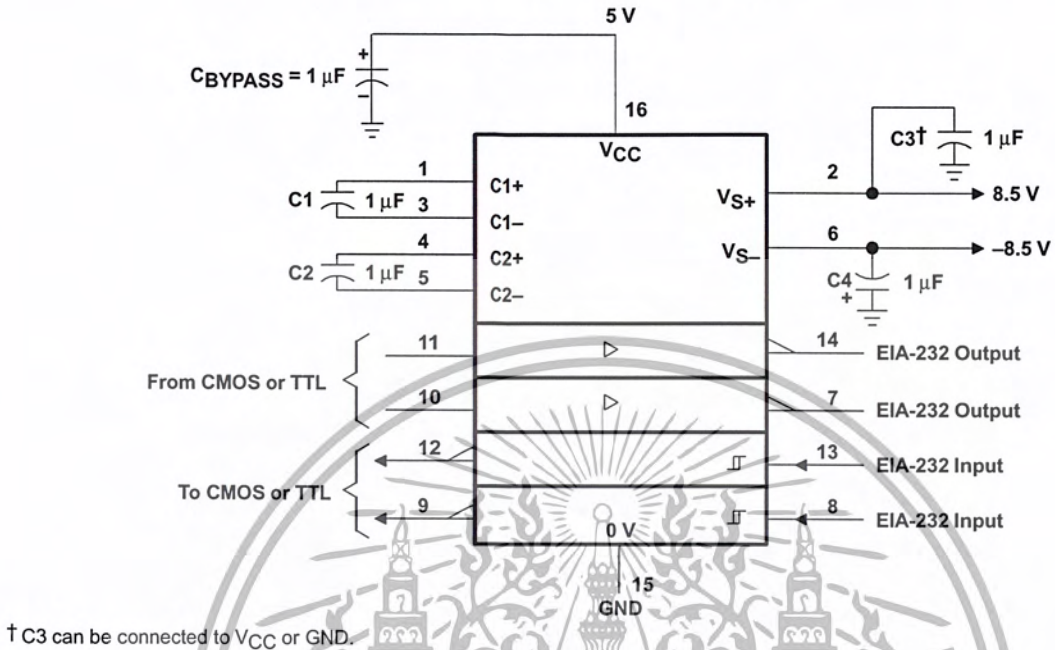 5 V
CBYPASS = 1 μF
+
−
16
VCC
C3† 1 μF
1
C1+
2
VS+
8.5 V
C1 1 μF
3
C1−
4
C2+
6
VS−
−8.5 V
C2 1 μF
5
C2−
C4 1 μF
+
11
14
EIA-232 Output
From CMOS or TTL
10
7
EIA-232 Output
12
13
EIA-232 Input
To CMOS or TTL
9
8
EIA-232 Input
0 V
15
GND
† C3 can be connected to VCC or GND.